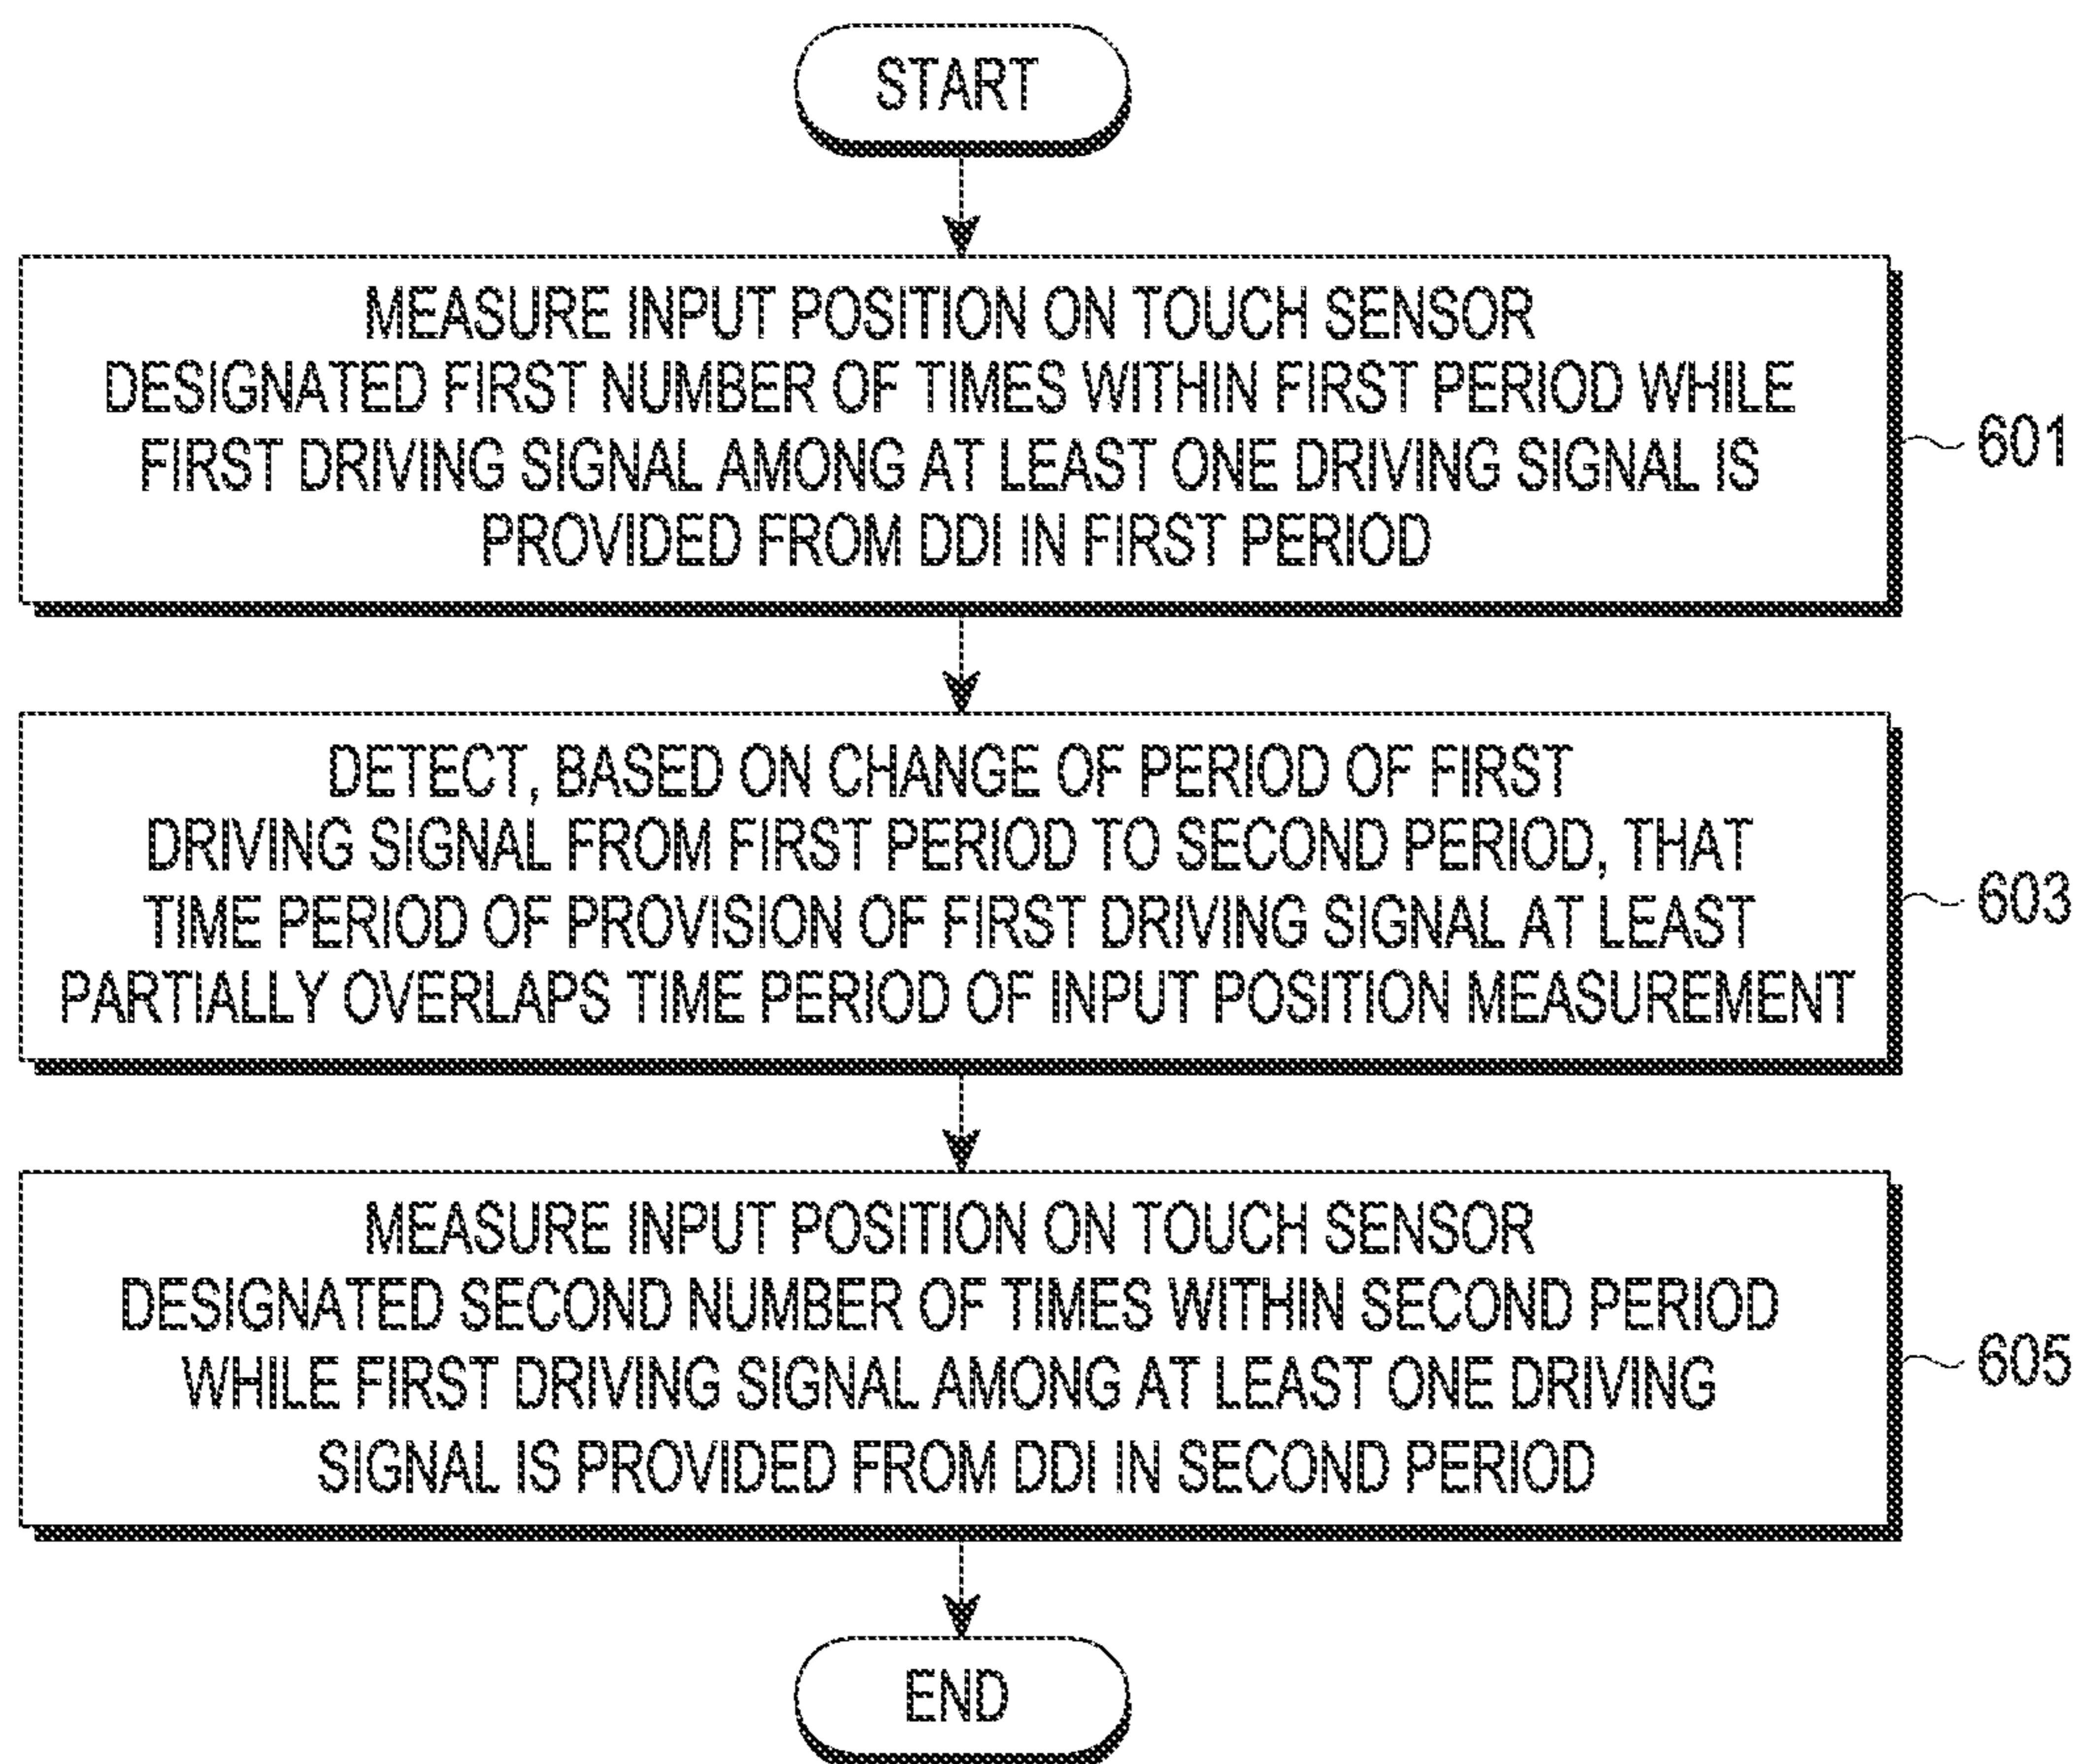 START
MEASURE INPUT POSITION ON TOUCH SENSOR
DESIGNATED FIRST NUMBER OF TIMES WITHIN FIRST PERIOD WHILE
FIRST DRIVING SIGNAL AMONG AT LEAST ONE DRIVING SIGNAL IS
PROVIDED FROM DDI IN FIRST PERIOD
601
DETECT, BASED ON CHANGE OF PERIOD OF FIRST
DRIVING SIGNAL FROM FIRST PERIOD TO SECOND PERIOD, THAT
TIME PERIOD OF PROVISION OF FIRST DRIVING SIGNAL AT LEAST
PARTIALLY OVERLAPS TIME PERIOD OF INPUT POSITION MEASUREMENT
603
MEASURE INPUT POSITION ON TOUCH SENSOR
DESIGNATED SECOND NUMBER OF TIMES WITHIN SECOND PERIOD
WHILE FIRST DRIVING SIGNAL AMONG AT LEAST ONE DRIVING
SIGNAL IS PROVIDED FROM DDI IN SECOND PERIOD
605
END